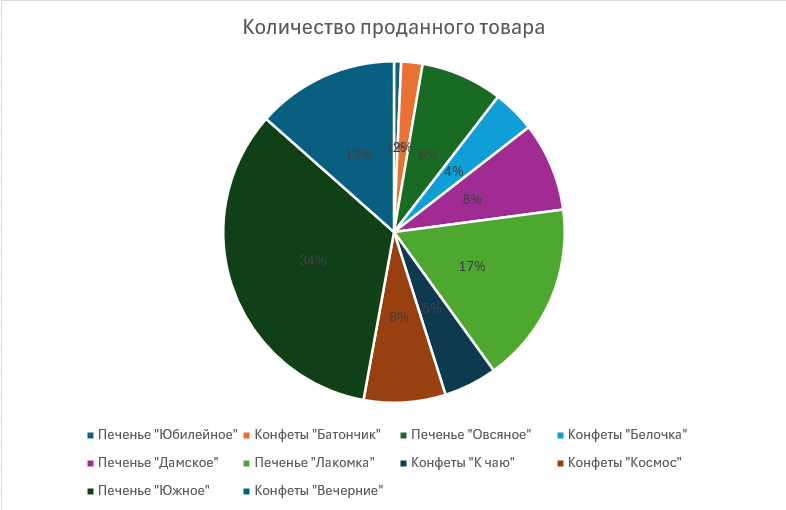 Количество проданного товара
1%
2%
8%
13%
4%
8%
34%
17%
5%
8%
Печенье "Юбилейное" Конфеты "Батончик" Печенье "Овсяное" Конфеты "Белочка"
Печенье "Дамское" Печенье "Лакомка" Конфеты "К чаю" Конфеты "Космос"
Печенье "Южное" Конфеты "Вечерние"